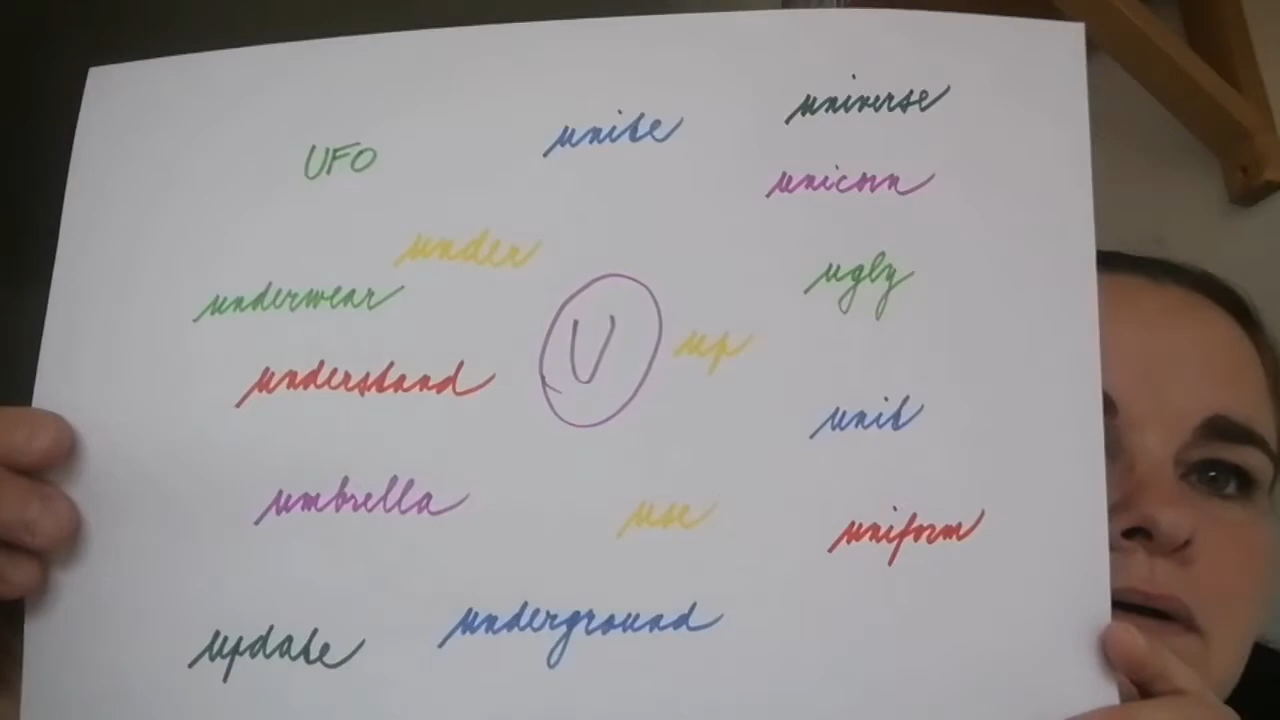 universe
unite
UFO
unicorn
under
ugly
underwear
U
up
understand
unit
umbrella
use
uniform
underground
update